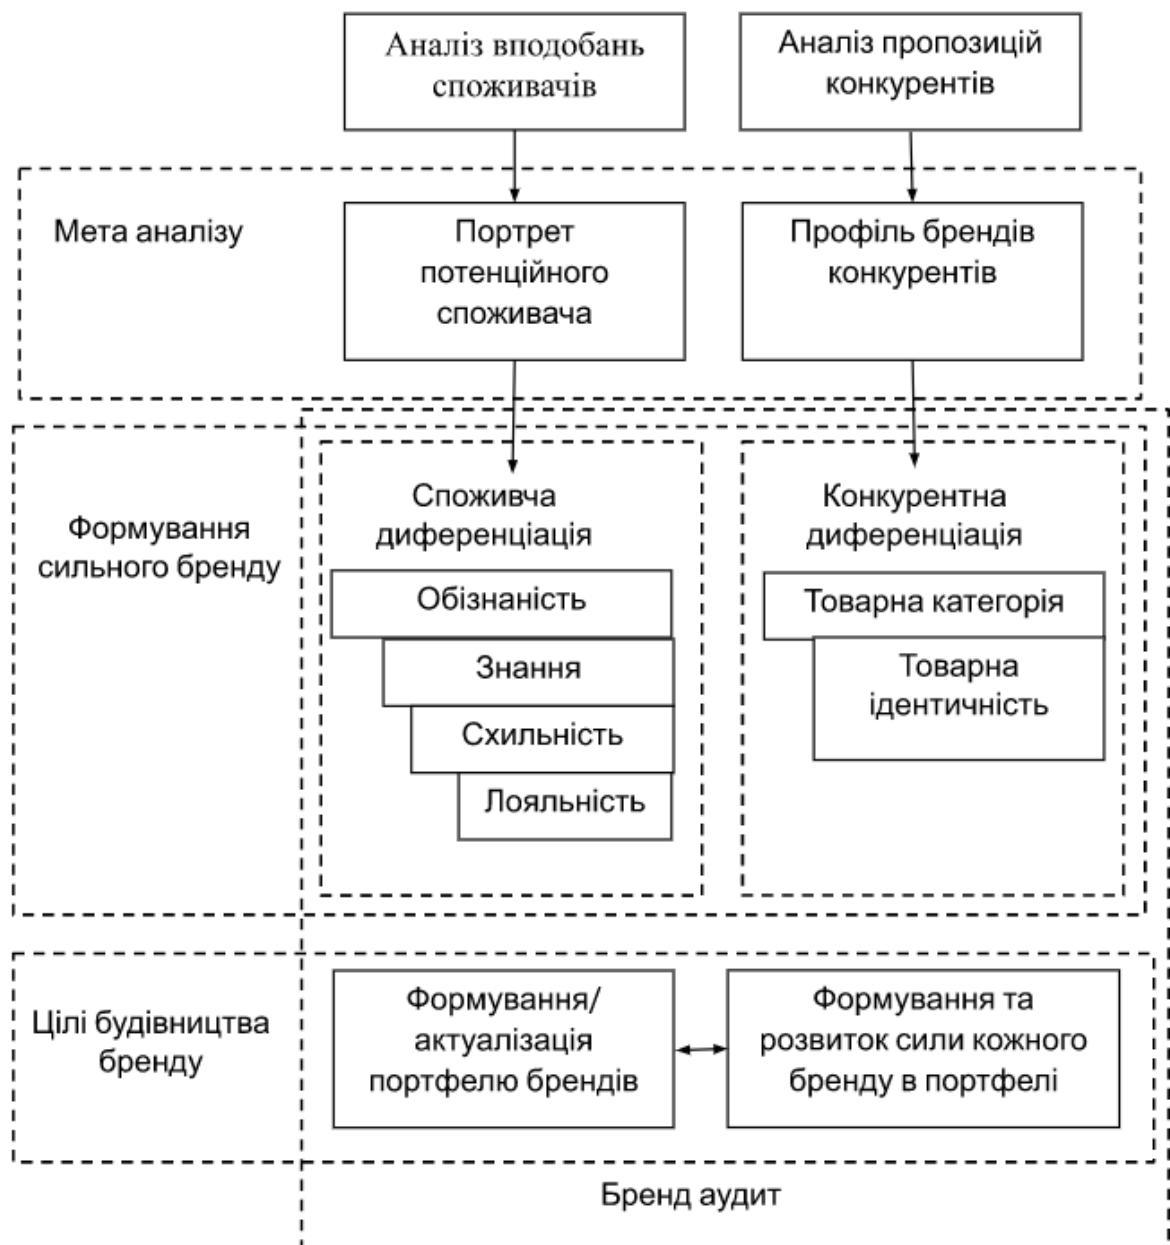 Аналіз вподобань
споживачів
Аналіз пропозицій
конкурентів
Мета аналізу
Портрет
потенційного
споживача
Профіль брендів
конкурентів
Формування
сильного бренду
Споживча
диференціація
Обізнаність
Знання
Схильність
Лояльність
Конкурентна
диференціація
Товарна категорія
Товарна
ідентичність
Цілі будівництва
бренду
Формування/
актуалізація
портфелю брендів
Формування та
розвиток сили кожного
бренду в портфелі
Бренд аудит